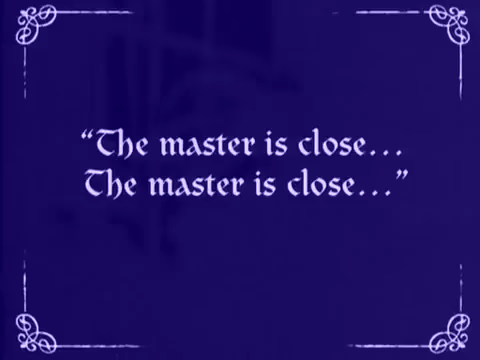 “The master is close...
The master is close...”